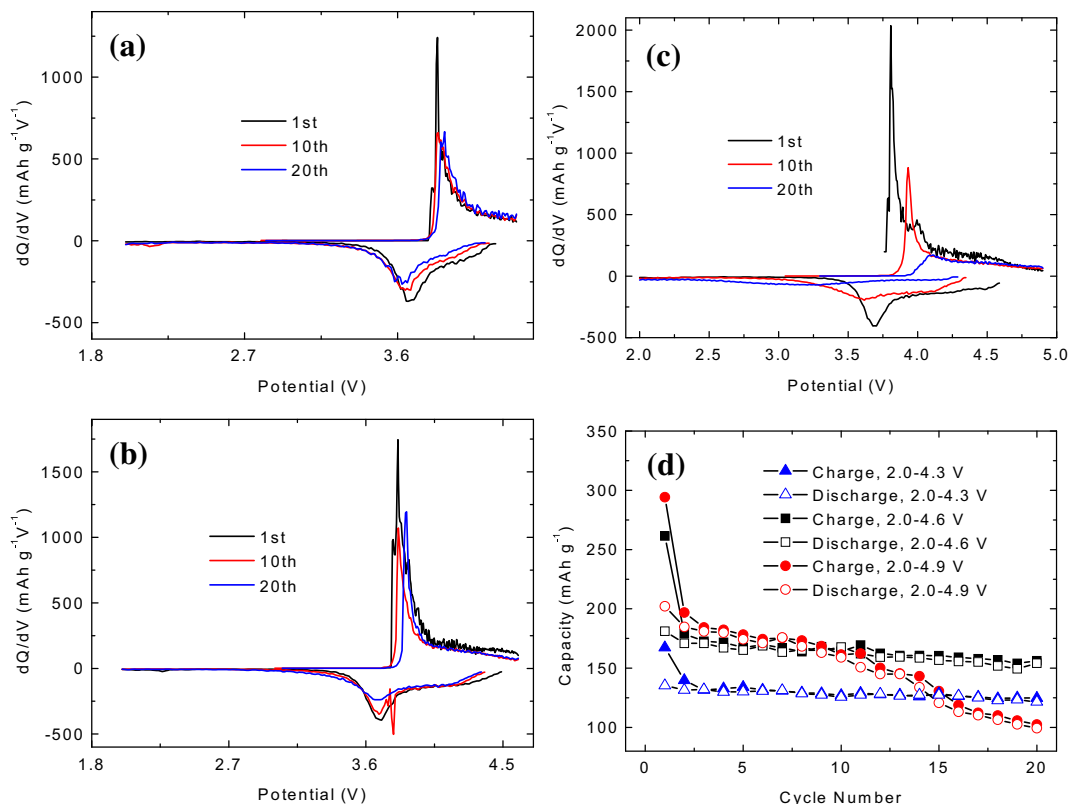 (a)
1000
500
0
-500
dQ/dV (mAh g⁻¹V⁻¹)
1st
10th
20th
1.8
2.7
3.6
Potential (V)
(c)
2000
1500
1000
500
0
-500
dQ/dV (mAh g⁻¹V⁻¹)
1st
10th
20th
2.0
2.5
3.0
3.5
4.0
4.5
5.0
Potential (V)
(b)
1500
1000
500
0
-500
dQ/dV (mAh g⁻¹V⁻¹)
1st
10th
20th
1.8
2.7
3.6
4.5
Potential (V)
(d)
350
300
250
200
150
100
Capacity (mAh g⁻¹)
Charge, 2.0-4.3 V
Discharge, 2.0-4.3 V
Charge, 2.0-4.6 V
Discharge, 2.0-4.6 V
Charge, 2.0-4.9 V
Discharge, 2.0-4.9 V
0
5
10
15
20
Cycle Number